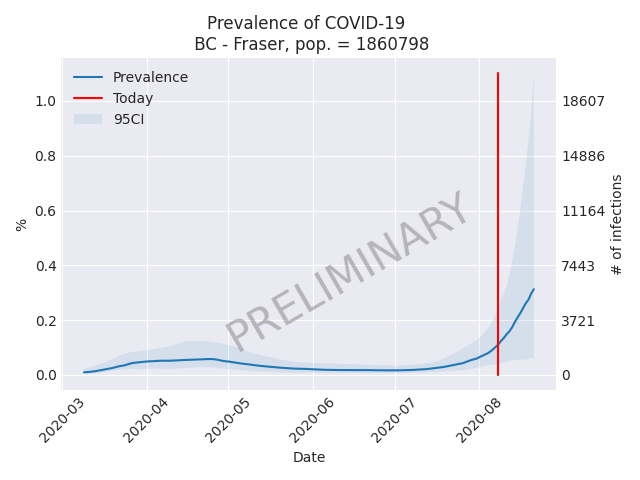 Prevalence of COVID-19
BC - Fraser, pop. = 1860798
Prevalence
Today
95CI
1.0
0.8
0.6
0.4
0.2
0.0
%
18607
14886
11164
7443
3721
0
# of infections
PRELIMINARY
2020-03
2020-04
2020-05
2020-06
2020-07
2020-08
Date